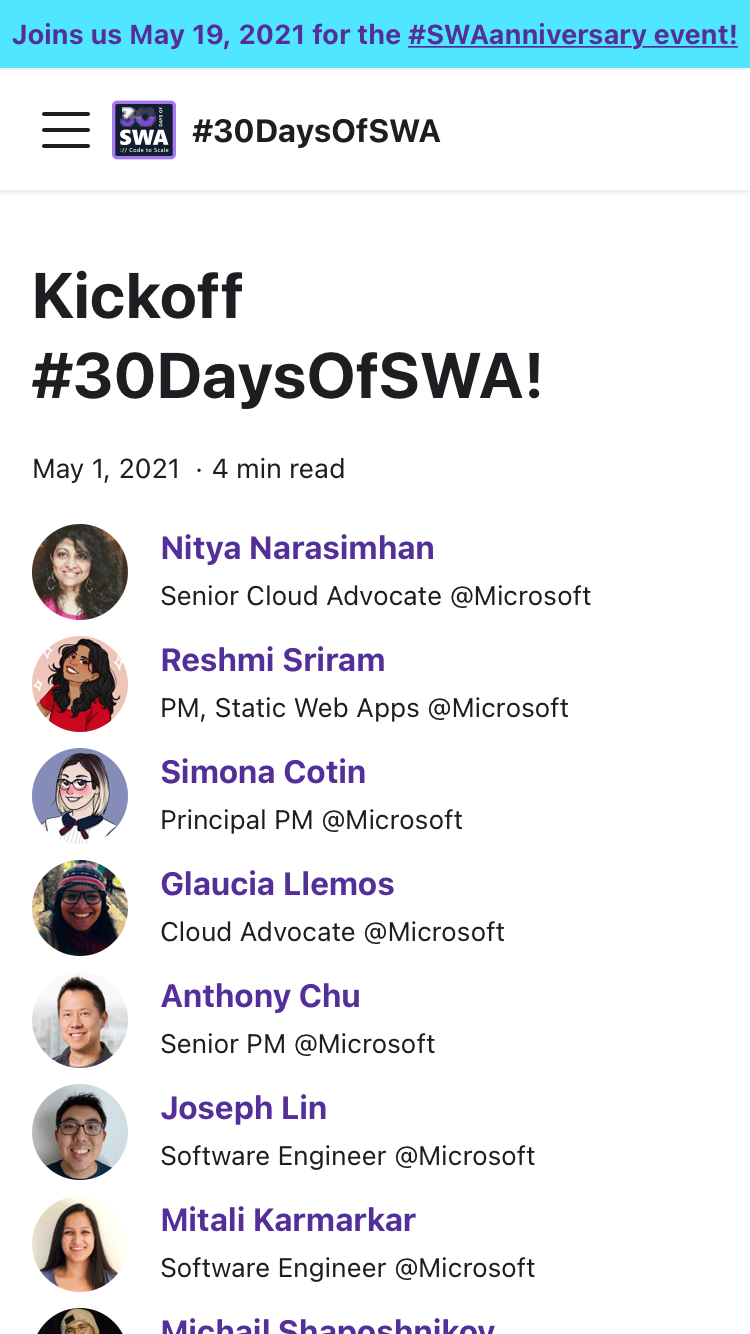 Joins us May 19, 2021 for the #SWAanniversary event!
SWA
DAYS OF
:// Code to Scale
#30DaysOfSWA
Kickoff
#30DaysOfSWA!
May 1, 2021 · 4 min read
Nitya Narasimhan
Senior Cloud Advocate @Microsoft
Reshmi Sriram
PM, Static Web Apps @Microsoft
Simona Cotin
Principal PM @Microsoft
Glaucia Llemos
Cloud Advocate @Microsoft
Anthony Chu
Senior PM @Microsoft
Joseph Lin
Software Engineer @Microsoft
Mitali Karmarkar
Software Engineer @Microsoft
Michail Shaposhnikov